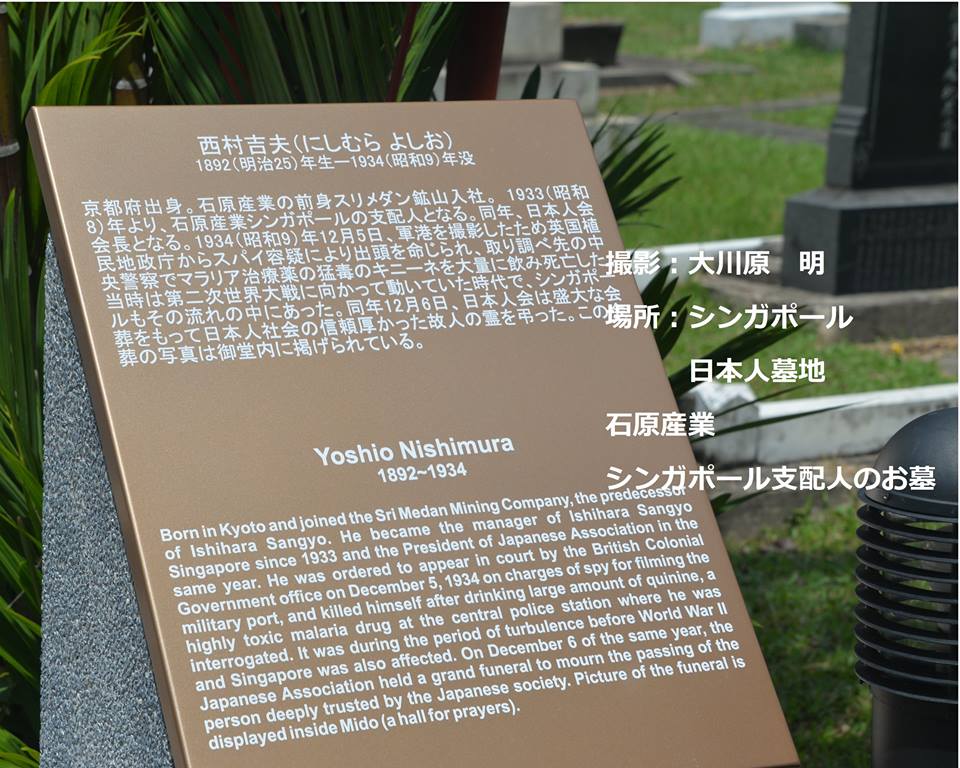 西村吉夫(にしむら よしお)
1892(明治25)年生ー1934(昭和9)年没
京都府出身。石原産業の前身スリメダン鉱山入社。1933(昭和
8)年より、石原産業シンガポールの支配人となる。同年、日本人会
会長となる。1934(昭和9)年12月5日、軍港を撮影したため英国植
民地政庁からスパイ容疑により出頭を命じられ、取り調べ先の中
央警察でマラリア治療薬の猛毒のキニーネを大量に飲み死亡した。
当時は第二次世界大戦に向かって動いていた時代で、シンガポー
ルもその流れの中にあった。同年12月6日、日本人会は盛大な会
葬をもって日本人社会の信頼厚かった故人の霊を弔った。この
葬の写真は御堂内に掲げられている。
Yoshio Nishimura
1892~1934
Born in Kyoto and joined the Sri Medan Mining Company, the predecessor
of Ishihara Sangyo. He became the manager of Ishihara Sangyo
Singapore since 1933 and the President of Japanese Association in the
same year. He was ordered to appear in court by the British Colonial
Government office on December 5, 1934 on charges of spy for filming the
military port, and killed himself after drinking large amount of quinine, a
highly toxic malaria drug at the central police station where he was
interrogated. It was during the period of turbulence before World War II
and Singapore was also affected. On December 6 of the same year, the
Japanese Association held a grand funeral to mourn the passing of the
person deeply trusted by the Japanese society. Picture of the funeral is
displayed inside Mido (a hall for prayers).
撮影：大川原　明
場所：シンガポール
日本人墓地
石原産業
シンガポール支配人のお墓